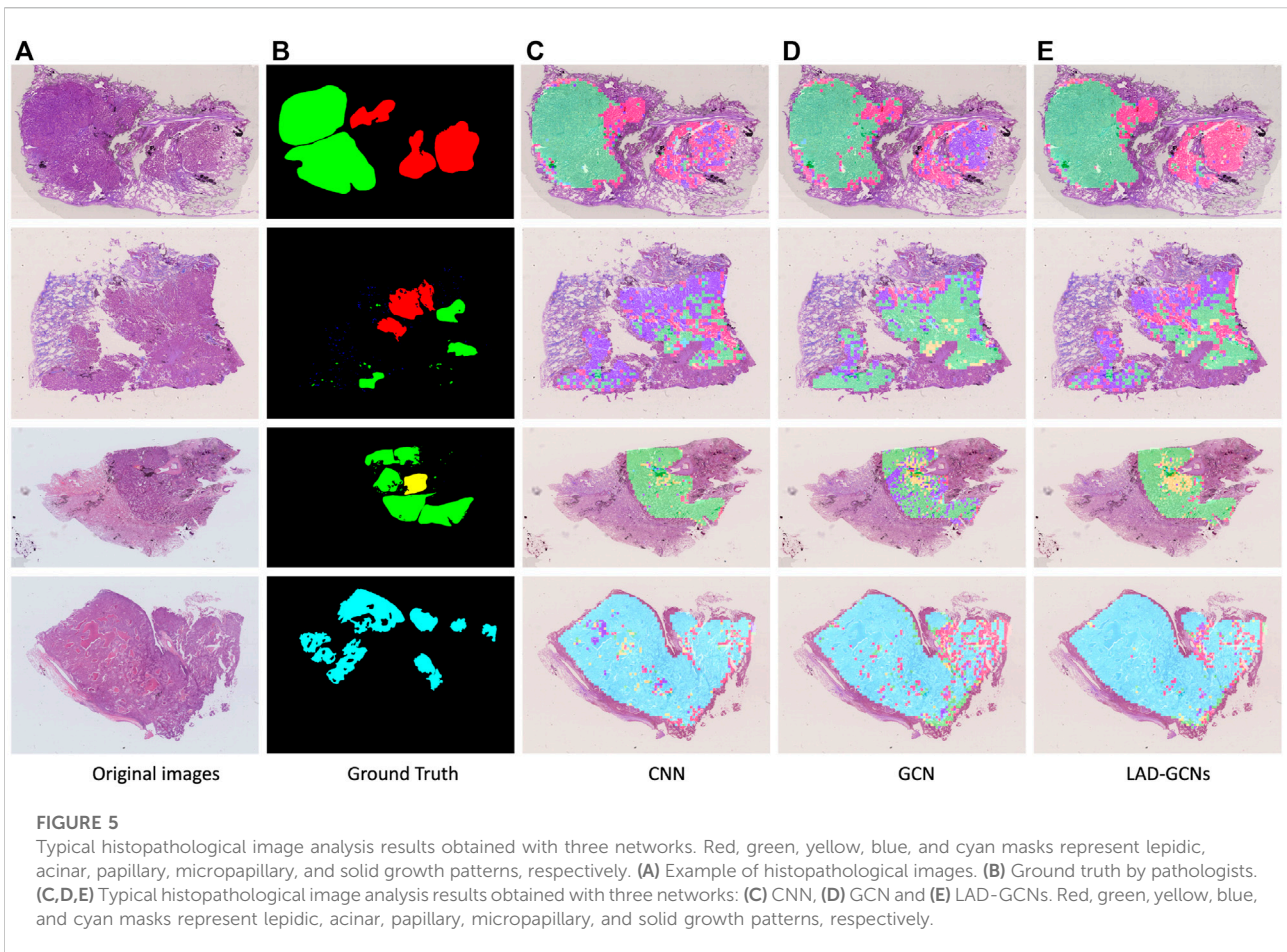 A
B
C
D
E
Original images
Ground Truth
CNN
GCN
LAD-GCNs
FIGURE 5
Typical histopathological image analysis results obtained with three networks. Red, green, yellow, blue, and cyan masks represent lepidic,
acinar, papillary, micropapillary, and solid growth patterns, respectively. (A) Example of histopathological images. (B) Ground truth by pathologists.
(C,D,E) Typical histopathological image analysis results obtained with three networks: (C) CNN, (D) GCN and (E) LAD-GCNs. Red, green, yellow, blue,
and cyan masks represent lepidic, acinar, papillary, micropapillary, and solid growth patterns, respectively.